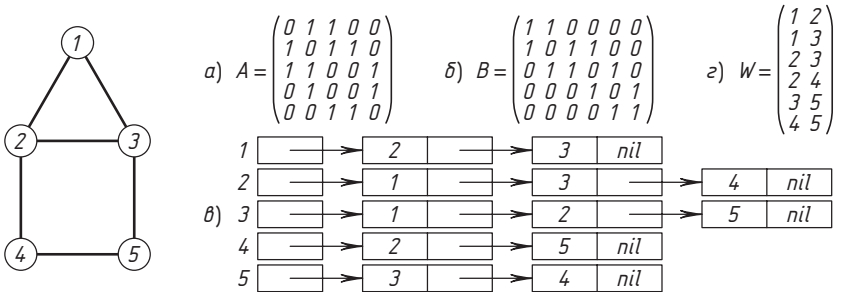 1
2
3
4
5
а) A = ( 0 1 1 0 0
1 0 1 1 0
1 1 0 0 1
0 1 0 0 1
0 0 1 1 0 )
б) B = ( 1 1 0 0 0 0
1 0 1 1 0 0
0 1 1 0 1 0
0 0 0 1 0 1
0 0 0 0 1 1 )
г) W = ( 1 2
1 3
2 3
2 4
3 5
4 5 )
в)
1 2 3 nil
2 1 3 4 nil
3 1 2 5 nil
4 2 5 nil
5 3 4 nil